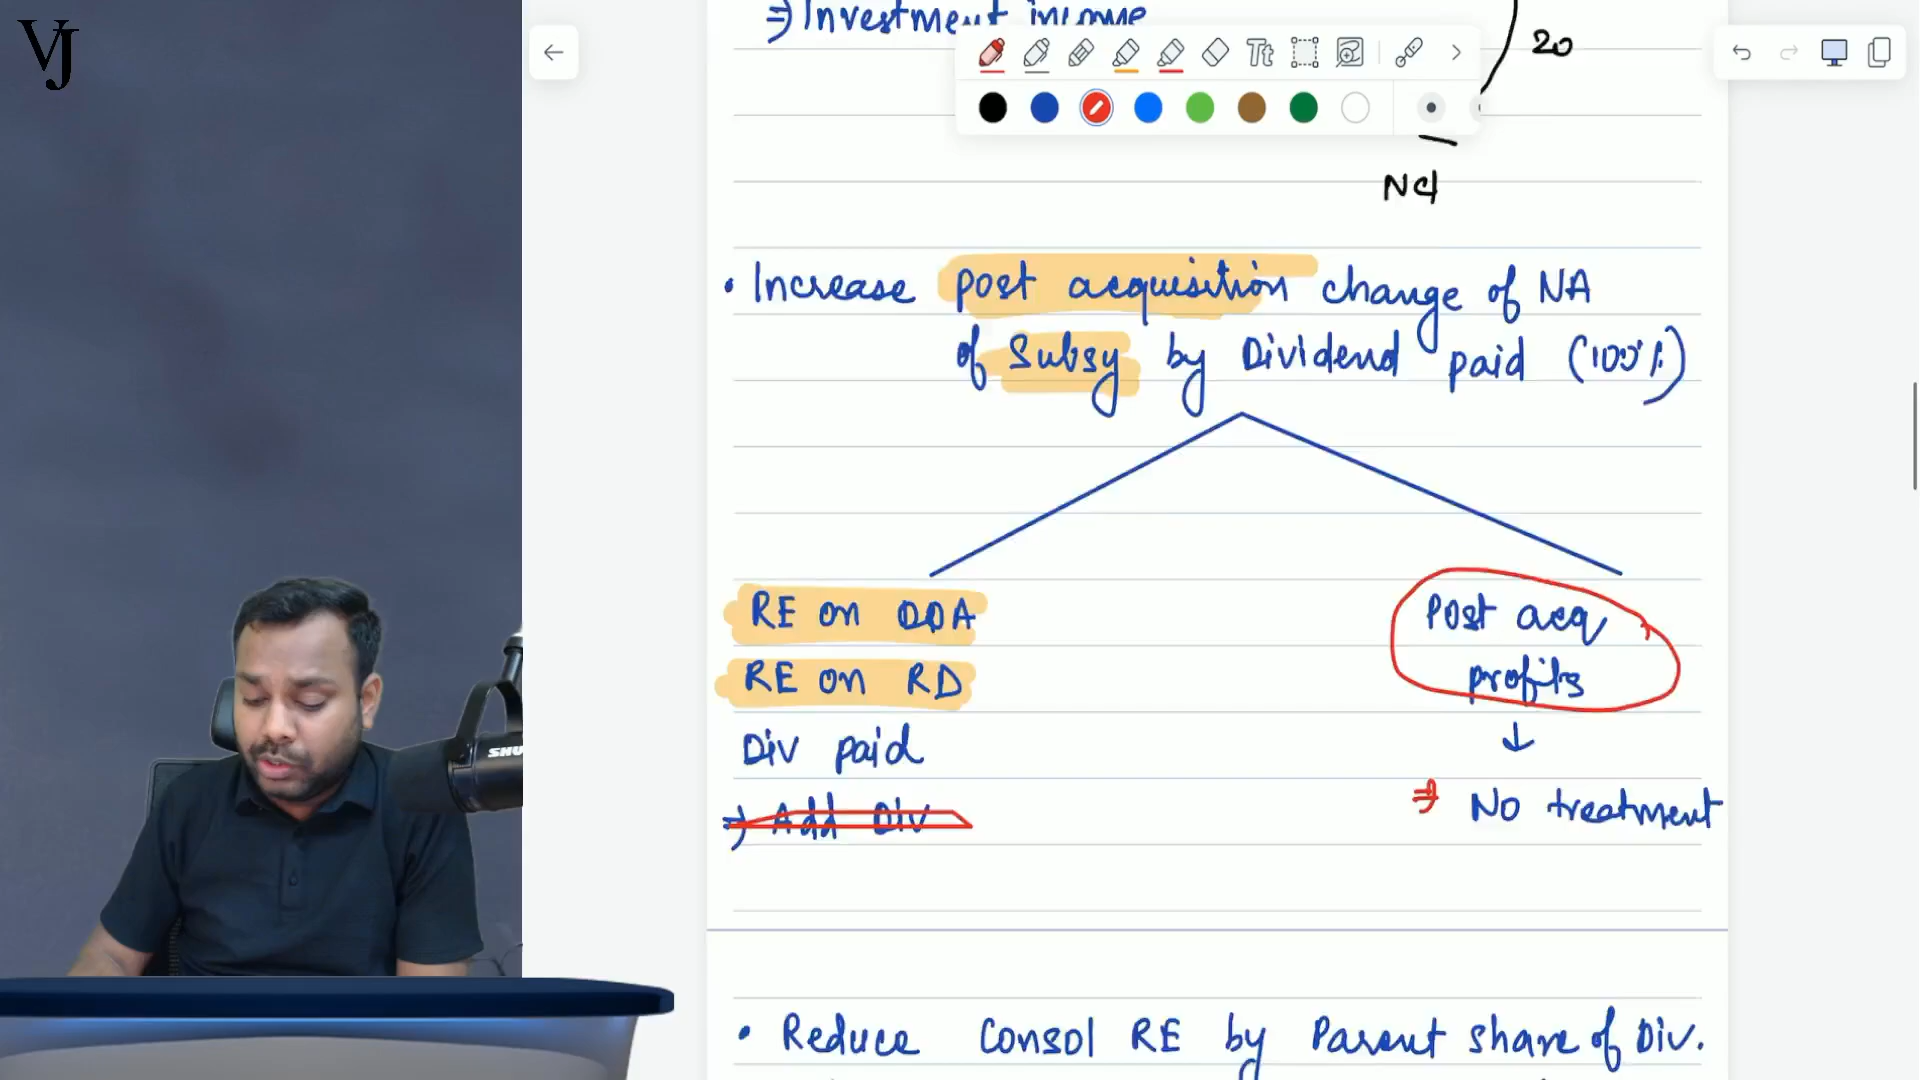 VJ
⇒ Investment income
20
Tt
NCI
• Increase post acquisition change of NA
of Subsy by Dividend paid (100%)
RE on DOA
RE on RD
Div paid
⇒ Add Div
Post acq
profits
↓
⇒ No treatment
SHU
• Reduce Consol RE by Parent share of Div.